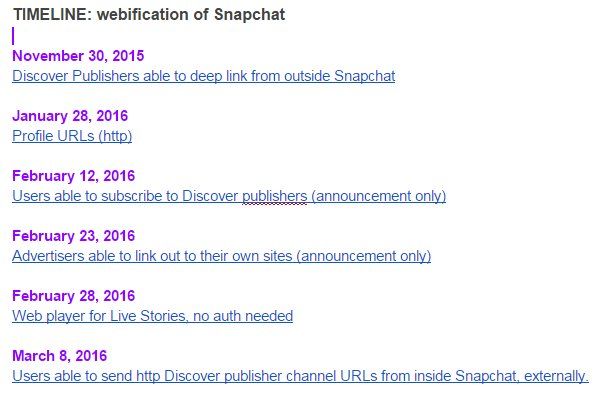 TIMELINE: webification of Snapchat
November 30, 2015
Discover Publishers able to deep link from outside Snapchat
January 28, 2016
Profile URLs (http)
February 12, 2016
Users able to subscribe to Discover publishers (announcement only)
February 23, 2016
Advertisers able to link out to their own sites (announcement only)
February 28, 2016
Web player for Live Stories, no auth needed
March 8, 2016
Users able to send http Discover publisher channel URLs from inside Snapchat, externally.